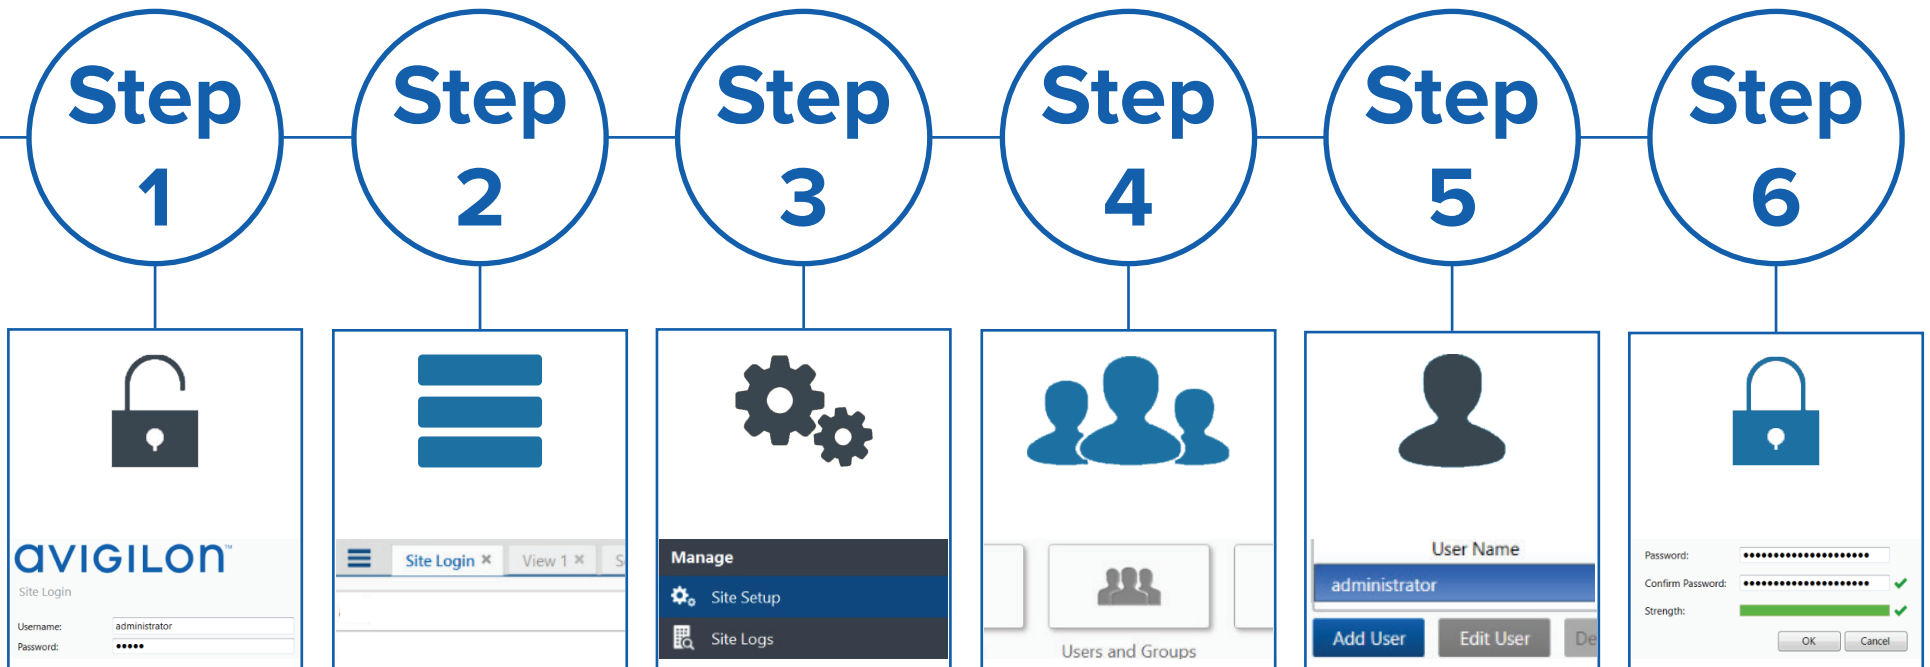 Step
1
Step
2
Step
3
Step
4
Step
5
Step
6
AVIGILON™
Site Login
Username: administrator
Password: •••••
Site Login × View 1 × S
Manage
Site Setup
Site Logs
Users and Groups
User Name
administrator
Add User Edit User De
Password: •••••••••••••••••••••
Confirm Password: •••••••••••••••••••••
Strength:
OK Cancel